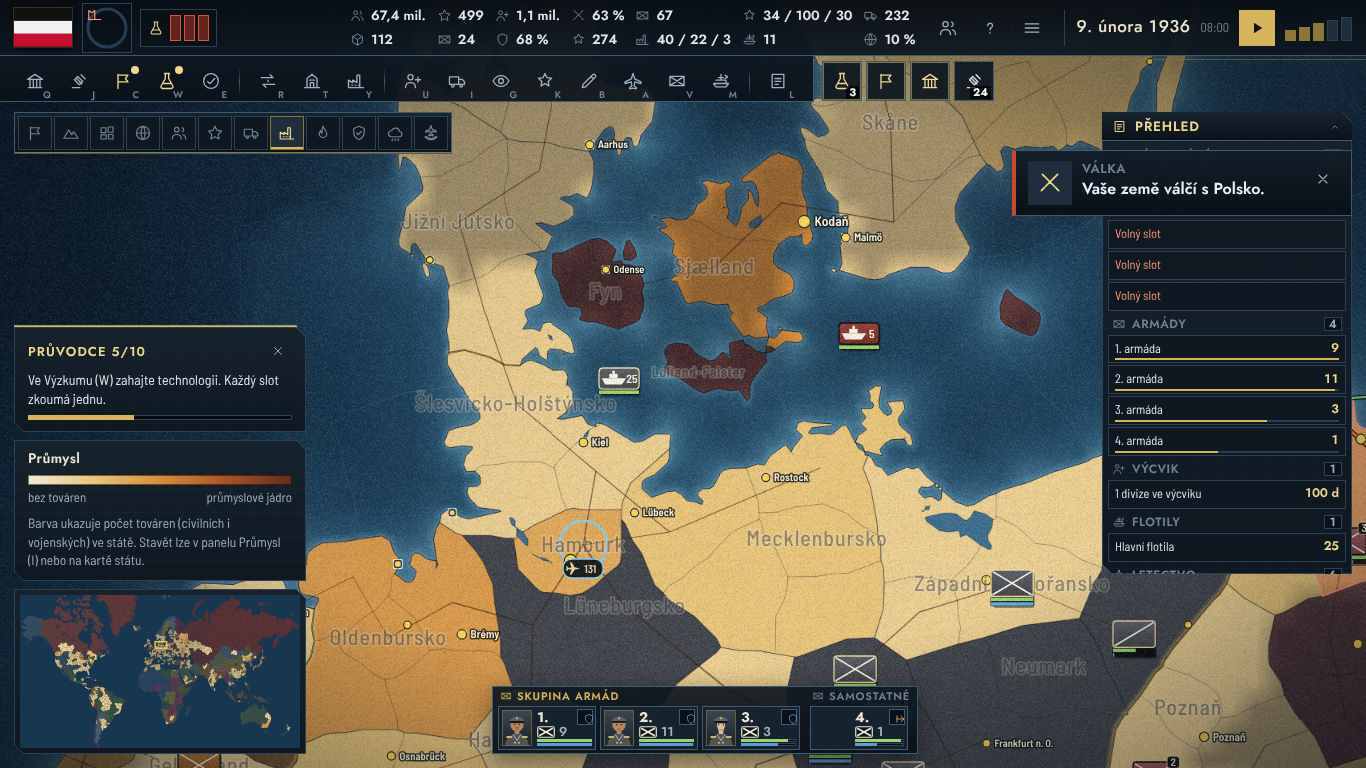 67,4 mil. 499 1,1 mil. 63 % 67 34 / 100 / 30 232
112 24 68 % 274 40 / 22 / 3 11 10 %
?
9. února 1936 08:00
Q J C W E R T Y U I G K B A V M L
3
24
PŘEHLED
VÁLKA
Vaše země válčí s Polsko.
Volný slot
Volný slot
Volný slot
ARMÁDY 4
1. armáda 9
2. armáda 11
3. armáda 3
4. armáda 1
VÝCVIK 1
1 divize ve výcviku 100 d
FLOTILY 1
Hlavní flotila 25
PRŮVODCE 5/10
Ve Výzkumu (W) zahajte technologii. Každý slot
zkoumá jednu.
Průmysl
bez továren průmyslové jádro
Barva ukazuje počet továren (civilních i
vojenských) ve státě. Stavět lze v panelu Průmysl
(I) nebo na kartě státu.
Skåne
Aarhus
Jižní Jutsko
Kodaň
Malmö
Sjælland
Odense
Fyn
5
Lolland-Falster
25
Šlesvicko-Holštýnsko
Kiel
Rostock
Lübeck
Hamburk
131
Mecklenbursko
Západní
ořansko
Lüneburgsko
Oldenbursko
Brémy
Neumark
Poznaň
Poznaň
Osnabrück
Frankfurt n. O.
2
SKUPINA ARMÁD SAMOSTATNÉ
1. 9
2. 11
3. 3
4. 1